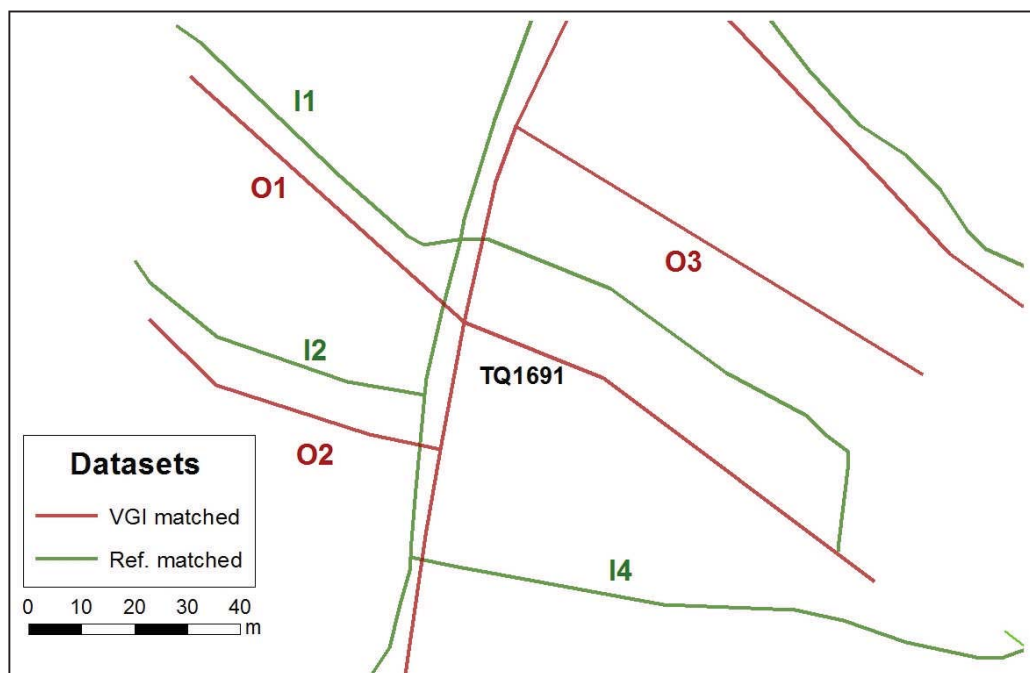 I1
O1
O3
I2
TQ1691
O2
I4
Datasets
VGI matched
Ref. matched
0 10 20 30 40
m